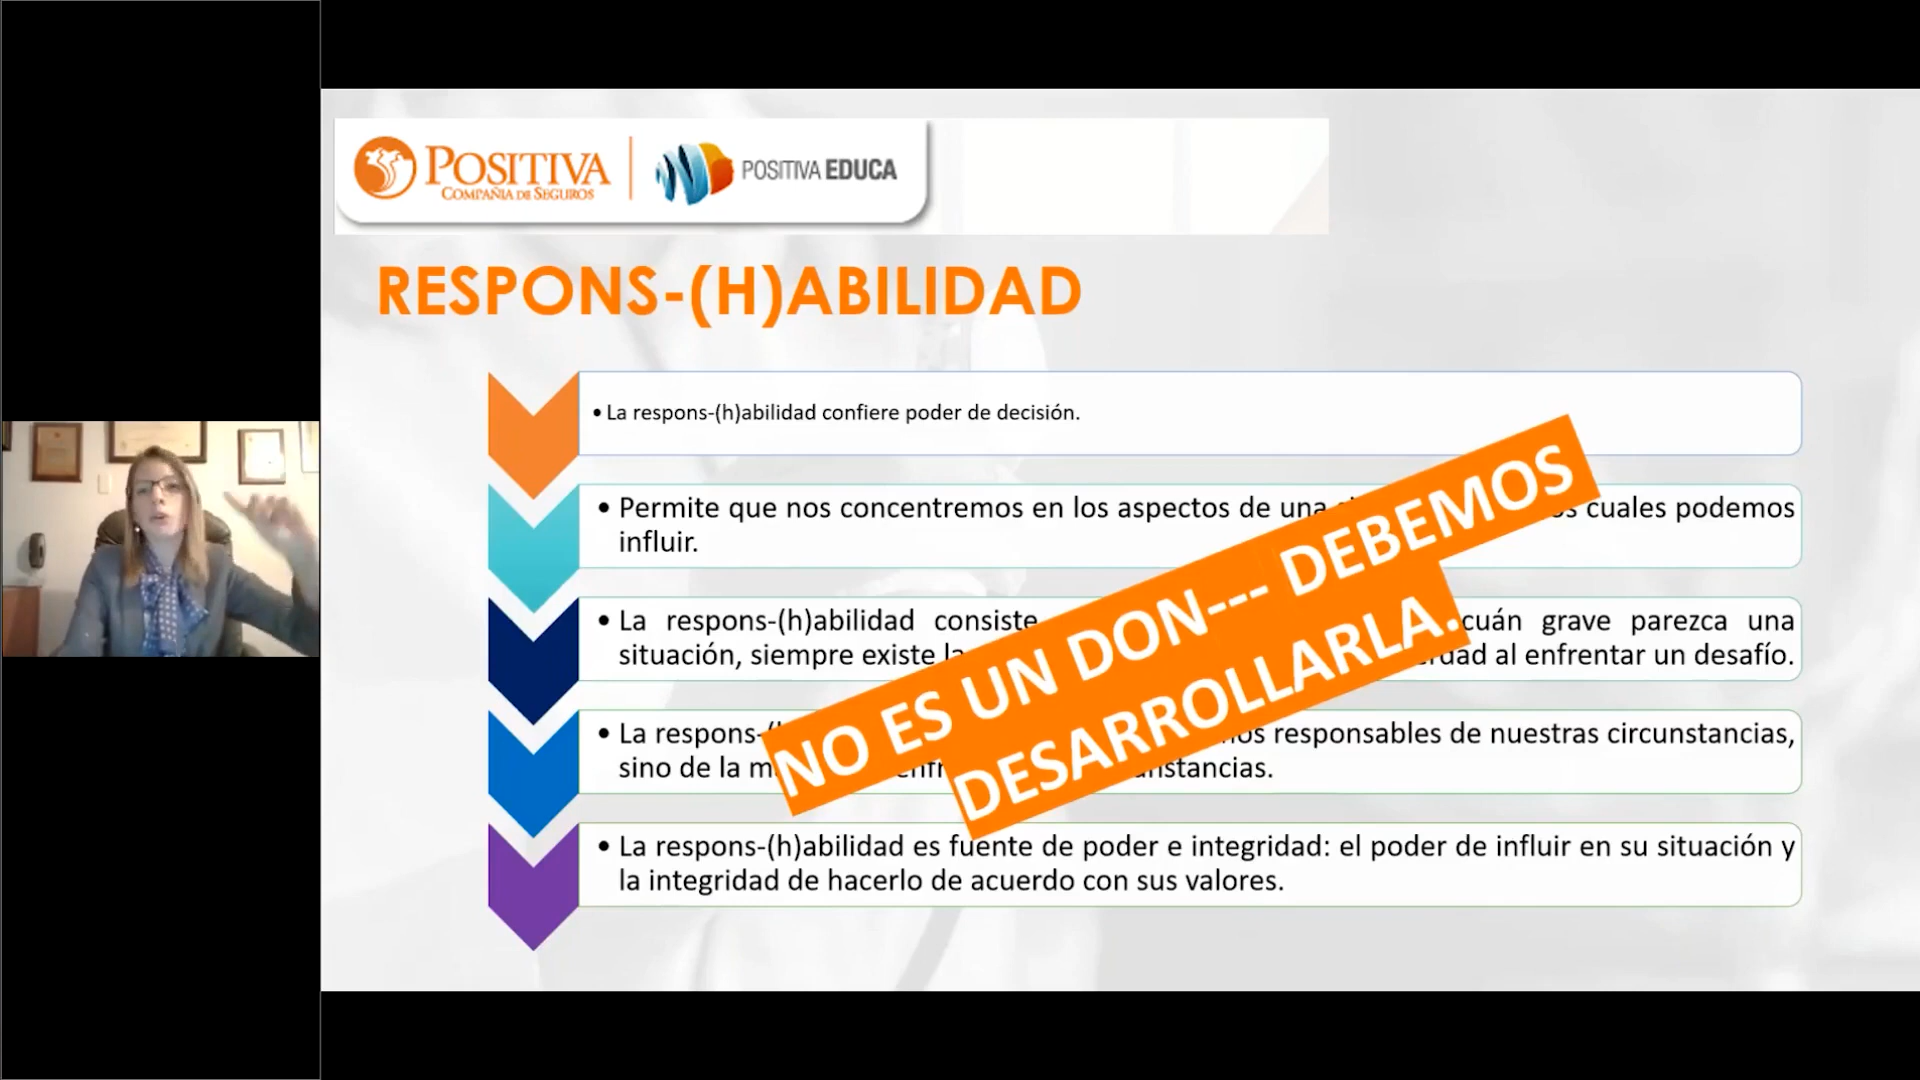 POSITIVA
COMPAÑIA DE SEGUROS
POSITIVA EDUCA
RESPONS-(H)ABILIDAD
• La respons-(h)abilidad confiere poder de decisión.
• Permite que nos concentremos en los aspectos de una cuales podemos
influir.
• La respons-(h)abilidad consiste cuán grave parezca una
situación, siempre existe al enfrentar un desafío.
• La respons- responsables de nuestras circunstancias,
sino de la
• La respons-(h)abilidad es fuente de poder e integridad: el poder de influir en su situación y
la integridad de hacerlo de acuerdo con sus valores.
NO ES UN DON--- DEBEMOS
DESARROLLARLA.